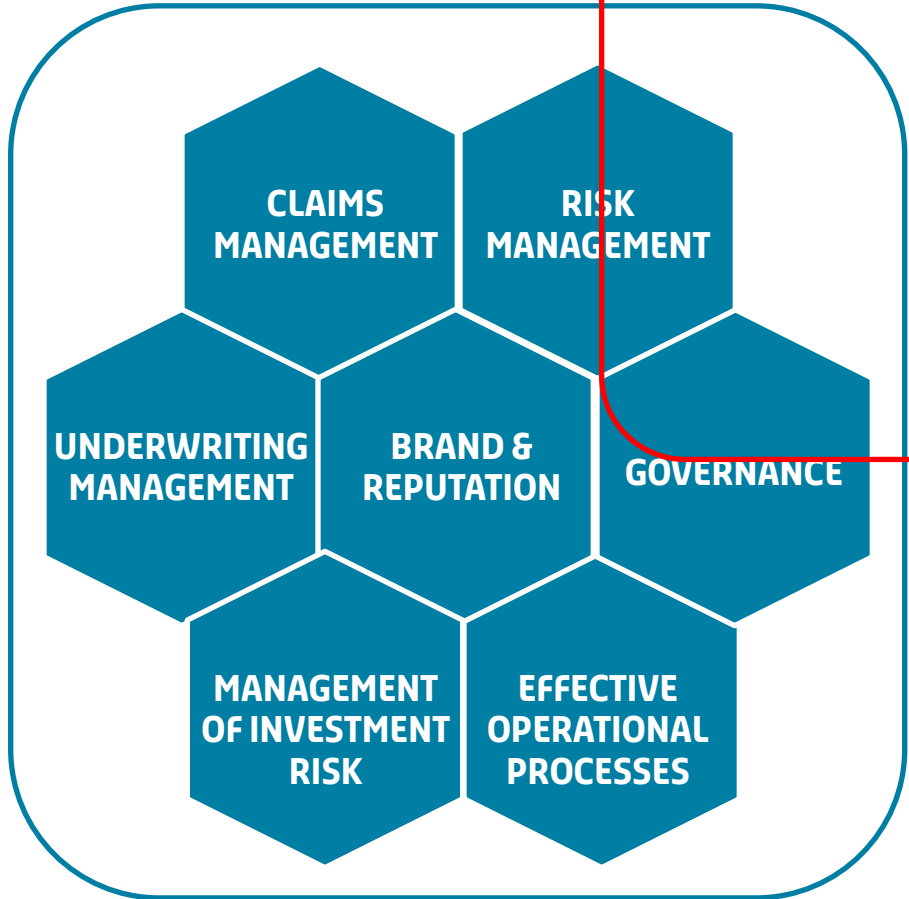 CLAIMS
MANAGEMENT
RISK
MANAGEMENT
UNDERWRITING
MANAGEMENT
BRAND &
REPUTATION
GOVERNANCE
MANAGEMENT
OF INVESTMENT
RISK
EFFECTIVE
OPERATIONAL
PROCESSES